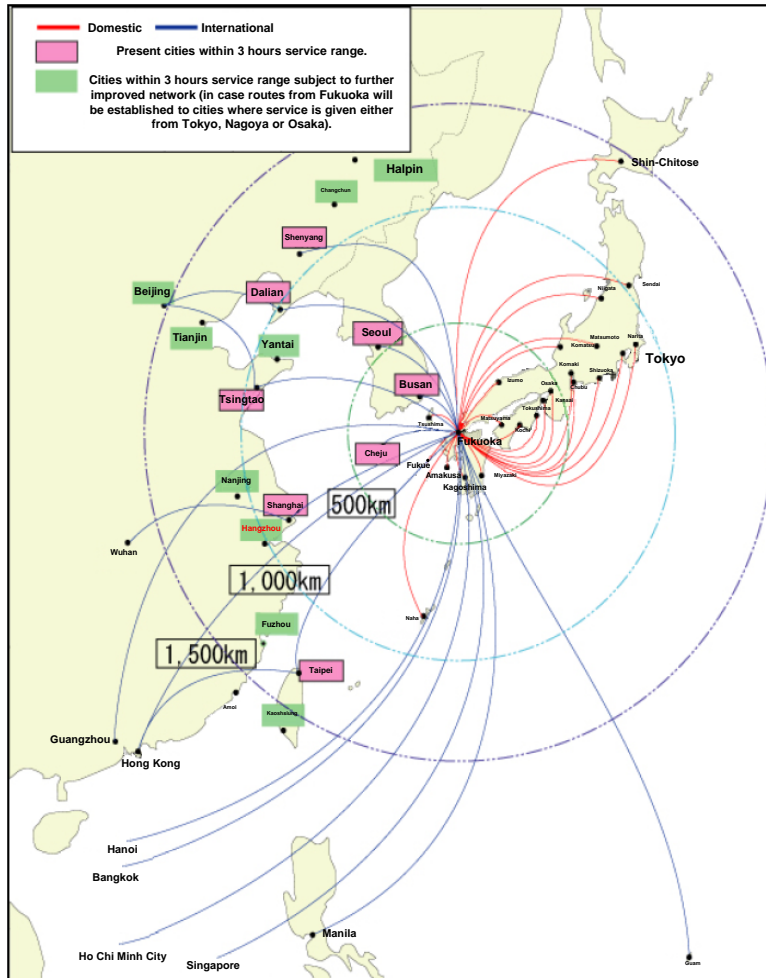 Domestic
International
Present cities within 3 hours service range.
Cities within 3 hours service range subject to further
improved network (in case routes from Fukuoka will
be established to cities where service is given either
from Tokyo, Nagoya or Osaka).
Halpin
Shin-Chitose
Changchun
Shenyang
Beijing
Dalian
Sendai
Niigata
Tianjin
Yantai
Seoul
Komatsu
Matsumoto
Narita
Tokyo
Tsingtao
Busan
Izumo
Komaki
Shizuoka
Chubu
Osaka
Kansai
Tokushima
Tsushima
Matsuyama
Kochi
Fukuoka
Cheju
Fukue
Amakusa
Miyazaki
Kagoshima
Nanjing
500km
Shanghai
Hangzhou
Wuhan
1,000km
Naha
Fuzhou
1,500km
Taipei
Amoi
Kaoshsiung
Guangzhou
Hong Kong
Hanoi
Bangkok
Manila
Ho Chi Minh City
Singapore
Guam